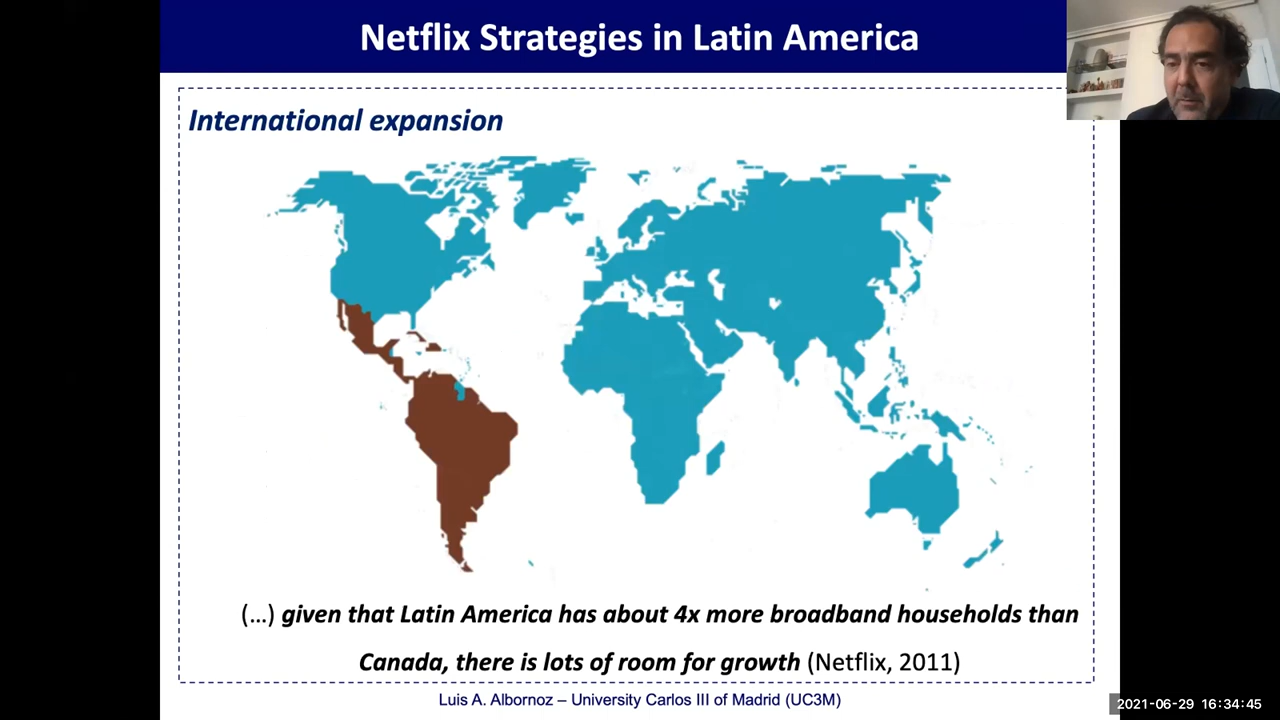 Netflix Strategies in Latin America
International expansion
(...) given that Latin America has about 4x more broadband households than
Canada, there is lots of room for growth (Netflix, 2011)
Luis A. Albornoz – University Carlos III of Madrid (UC3M)
2021-06-29 16:34:45